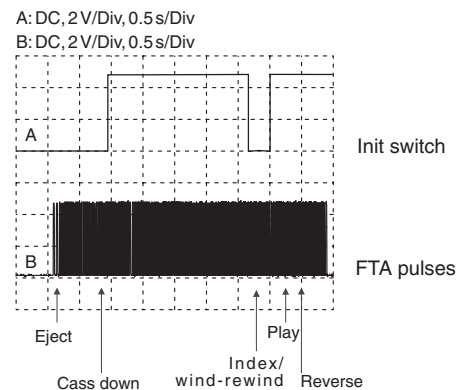 A: DC, 2 V/Div, 0.5 s/Div
B: DC, 2 V/Div, 0.5 s/Div
A
Init switch
B
FTA pulses
Eject
Play
Cass down
Index/
wind-rewind
Reverse